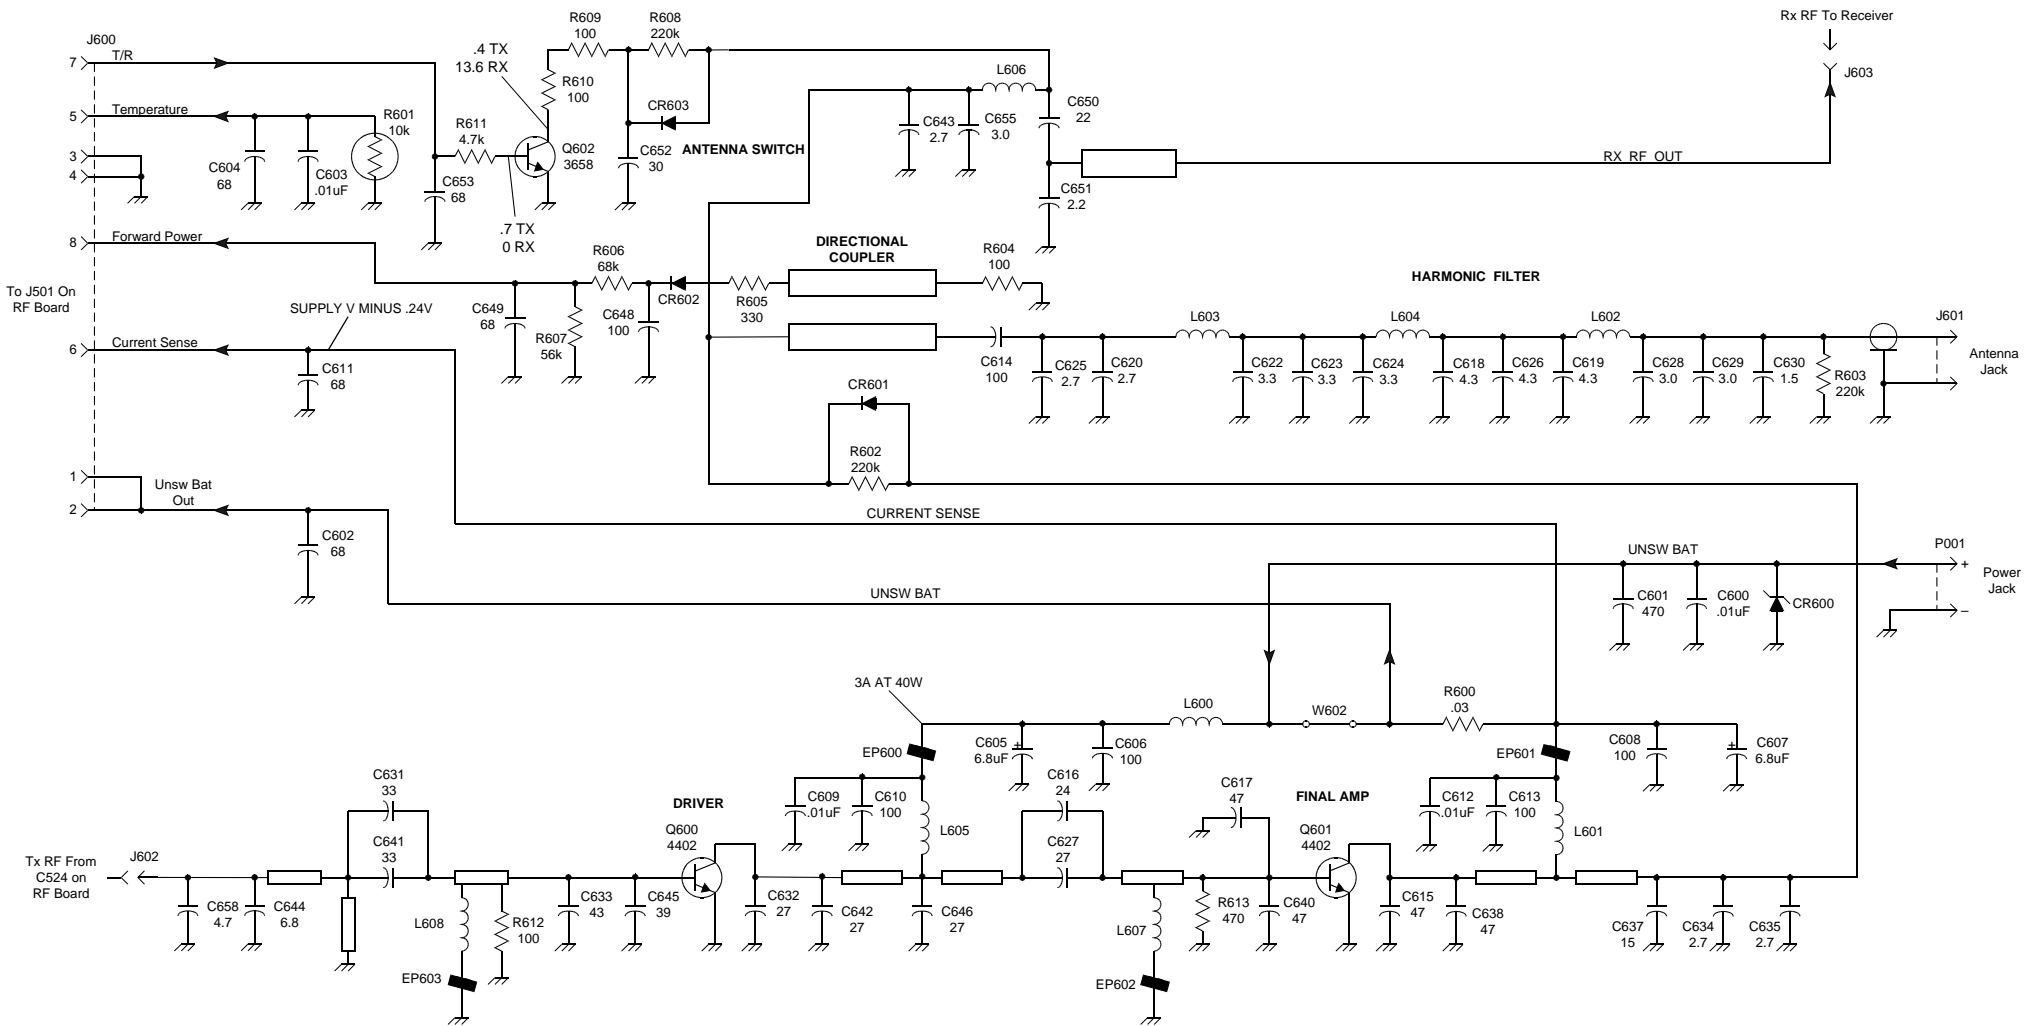 R609
100
R608
220k
Rx RF To Receiver
J600
T/R
7
.4 TX
13.6 RX
L606
J603
R610
100
CR603
C650
22
Temperature
5
R601
10k
R611
4.7k
C643
2.7
C655
3.0
Q602
3658
C652
30
ANTENNA SWITCH
3
4
C604
68
C603
.01uF
RX RF OUT
C653
68
C651
2.2
.7 TX
0 RX
8
Forward Power
DIRECTIONAL
COUPLER
R606
68k
R604
100
HARMONIC FILTER
To J501 On
RF Board
CR602
R605
330
SUPPLY V MINUS .24V
C649
68
C648
100
R607
56k
L603
L604
L602
J601
6
Current Sense
C611
68
C614
100
C625
2.7
C620
2.7
C622
3.3
C623
3.3
C624
3.3
C618
4.3
C626
4.3
C619
4.3
C628
3.0
C629
3.0
C630
1.5
R603
220k
Antenna
Jack
CR601
R602
220k
1
Unsw Bat
Out
2
CURRENT SENSE
C602
68
UNSW BAT
P001
+
Power
Jack
–
UNSW BAT
C601
470
C600
.01uF
CR600
3A AT 40W
L600
W602
R600
.03
EP600
C605
6.8uF
+
C606
100
EP601
C608
100
+
C607
6.8uF
C631
33
C609
.01uF
C610
100
C616
24
C617
47
C612
.01uF
C613
100
DRIVER
FINAL AMP
Q600
4402
L605
Q601
4402
L601
C641
33
C627
27
Tx RF From
C524 on
RF Board
J602
C658
4.7
C644
6.8
L608
R612
100
C633
43
C645
39
C632
27
C642
27
C646
27
L607
R613
470
C640
47
C615
47
C638
47
C637
15
C634
2.7
C635
2.7
EP603
EP602